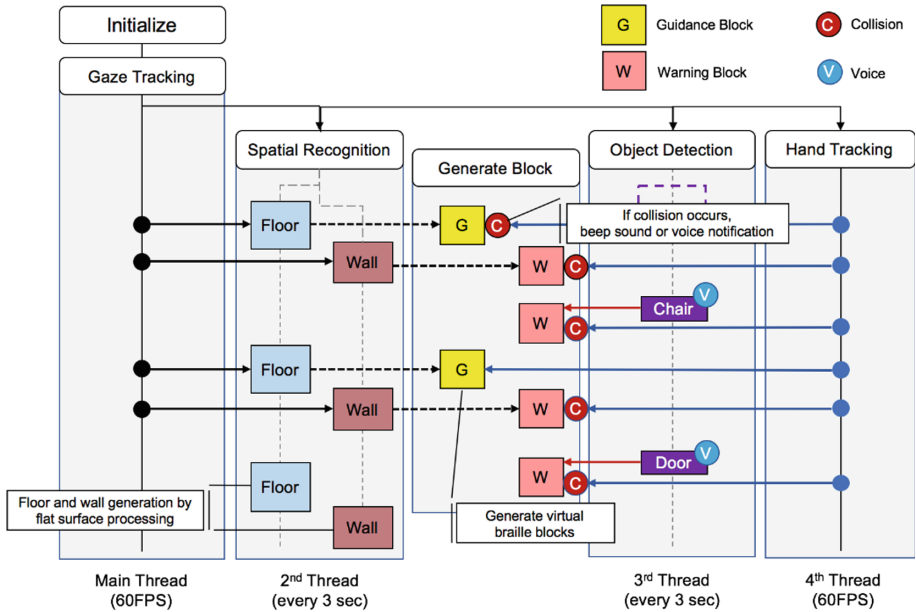 Initialize
G
Guidance Block
C
Collision
W
Warning Block
V
Voice
Gaze Tracking
Spatial Recognition
Generate Block
Object Detection
Hand Tracking
Floor
G
C
If collision occurs,
beep sound or voice notification
Wall
W
C
V
Chair
W
C
Floor
G
Wall
W
C
V
Door
W
C
Floor
Floor and wall generation by
flat surface processing
Generate virtual
braille blocks
Wall
Main Thread
(60FPS)
2nd Thread
(every 3 sec)
3rd Thread
(every 3 sec)
4th Thread
(60FPS)